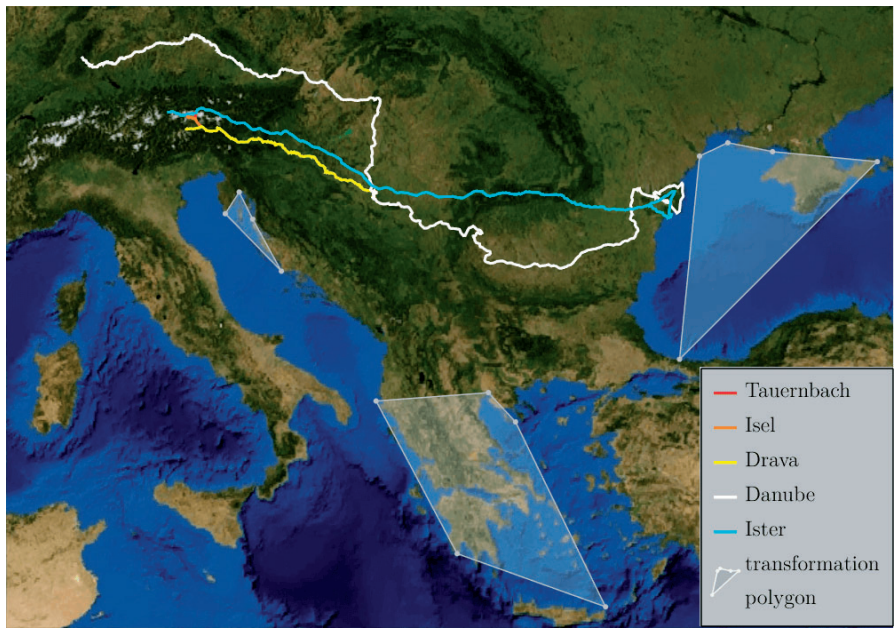 Tauernbach
Isel
Drava
Danube
Ister
transformation
polygon